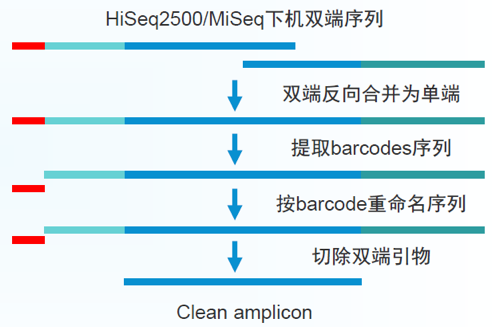 HiSeq2500/MiSeq下机双端序列
双端反向合并为单端
提取barcodes序列
按barcode重命名序列
切除双端引物
Clean amplicon